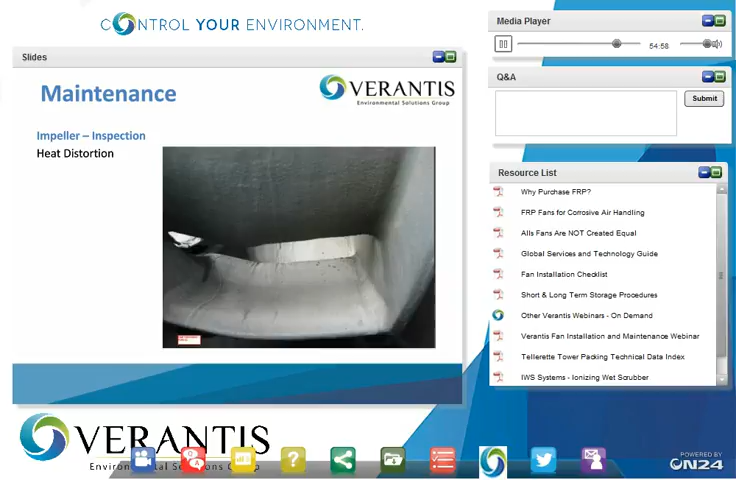 CONTROL YOUR ENVIRONMENT.
Slides
Maintenance
VERANTIS
Environmental Solutions Group
Impeller – Inspection
Heat Distortion
Media Player
54:58
Q&A
Submit
Resource List
Why Purchase FRP?
FRP Fans for Corrosive Air Handling
Alls Fans Are NOT Created Equal
Global Services and Technology Guide
Fan Installation Checklist
Short & Long Term Storage Procedures
Other Verantis Webinars - On Demand
Verantis Fan Installation and Maintenance Webinar
Tellerette Tower Packing Technical Data Index
IWS Systems - Ionizing Wet Scrubber
VERANTIS
Environmental Solutions Group
Q
A
?
POWERED BY
ON24